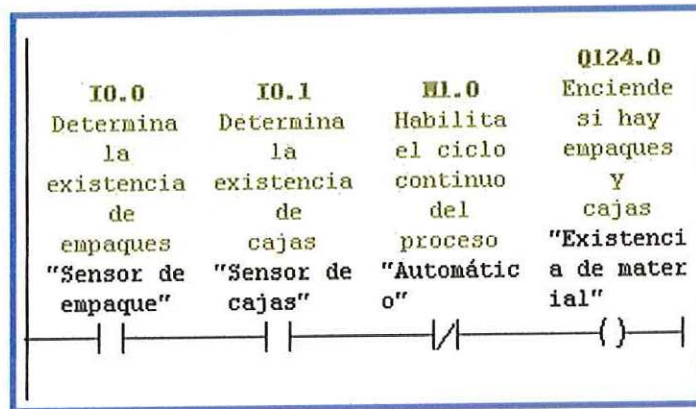 I0.0
Determina
la
existencia
de
empaques
"Sensor de
empaque"
I0.1
Determina
la
existencia
de
cajas
"Sensor de
cajas"
M1.0
Habilita
el ciclo
continuo
del
proceso
"Automátic
o"
Q124.0
Enciende
si hay
empaques
y
cajas
"Existenci
a de mater
ial"